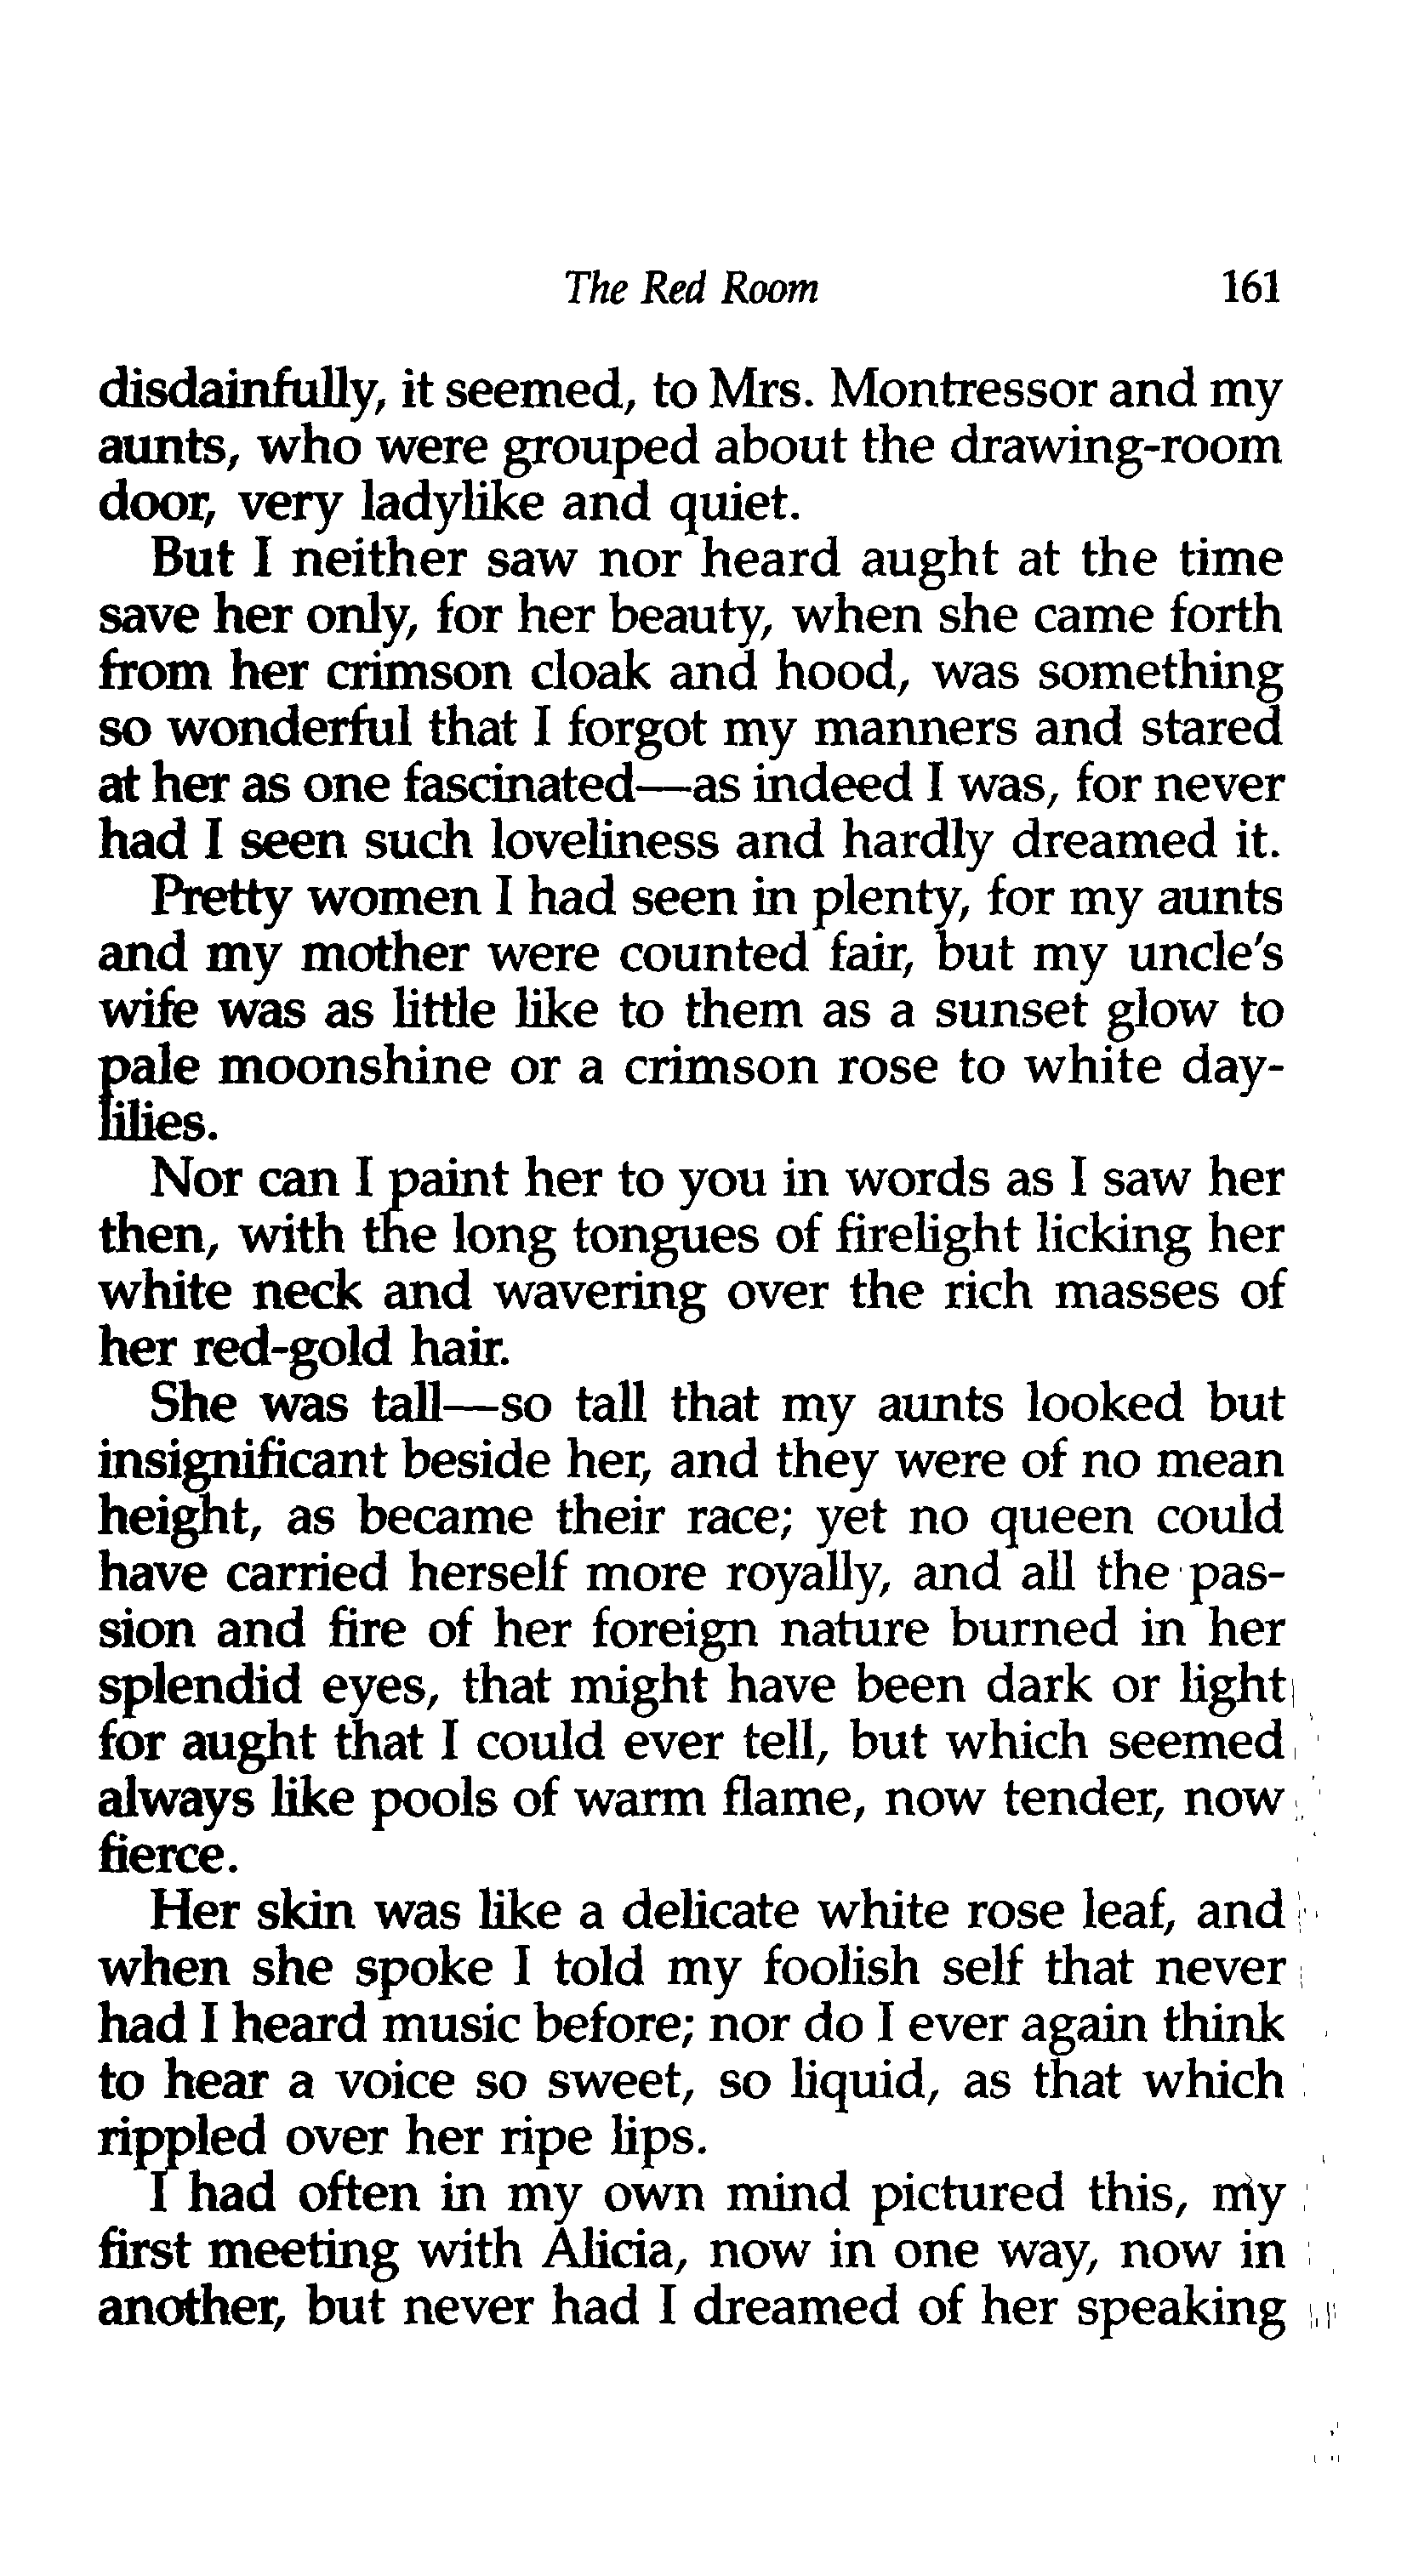 The Red Room 161
disdainfully, it seemed, to Mrs. Montressor and my
aunts, who were grouped about the drawing-room
door, very ladylike and quiet.
But I neither saw nor heard aught at the time
save her only, for her beauty, when she came forth
from her crimson cloak and hood, was something
so wonderful that I forgot my manners and stared
at her as one fascinated—as indeed I was, for never
had I seen such loveliness and hardly dreamed it.
Pretty women I had seen in plenty, for my aunts
and my mother were counted fair, but my uncle's
wife was as little like to them as a sunset glow to
pale moonshine or a crimson rose to white day-
lilies.
Nor can I paint her to you in words as I saw her
then, with the long tongues of firelight licking her
white neck and wavering over the rich masses of
her red-gold hair.
She was tall—so tall that my aunts looked but
insignificant beside her, and they were of no mean
height, as became their race; yet no queen could
have carried herself more royally, and all the pas-
sion and fire of her foreign nature burned in her
splendid eyes, that might have been dark or light
for aught that I could ever tell, but which seemed
always like pools of warm flame, now tender, now
fierce.
Her skin was like a delicate white rose leaf, and
when she spoke I told my foolish self that never
had I heard music before; nor do I ever again think
to hear a voice so sweet, so liquid, as that which
rippled over her ripe lips.
I had often in my own mind pictured this, my
first meeting with Alicia, now in one way, now in
another, but never had I dreamed of her speaking